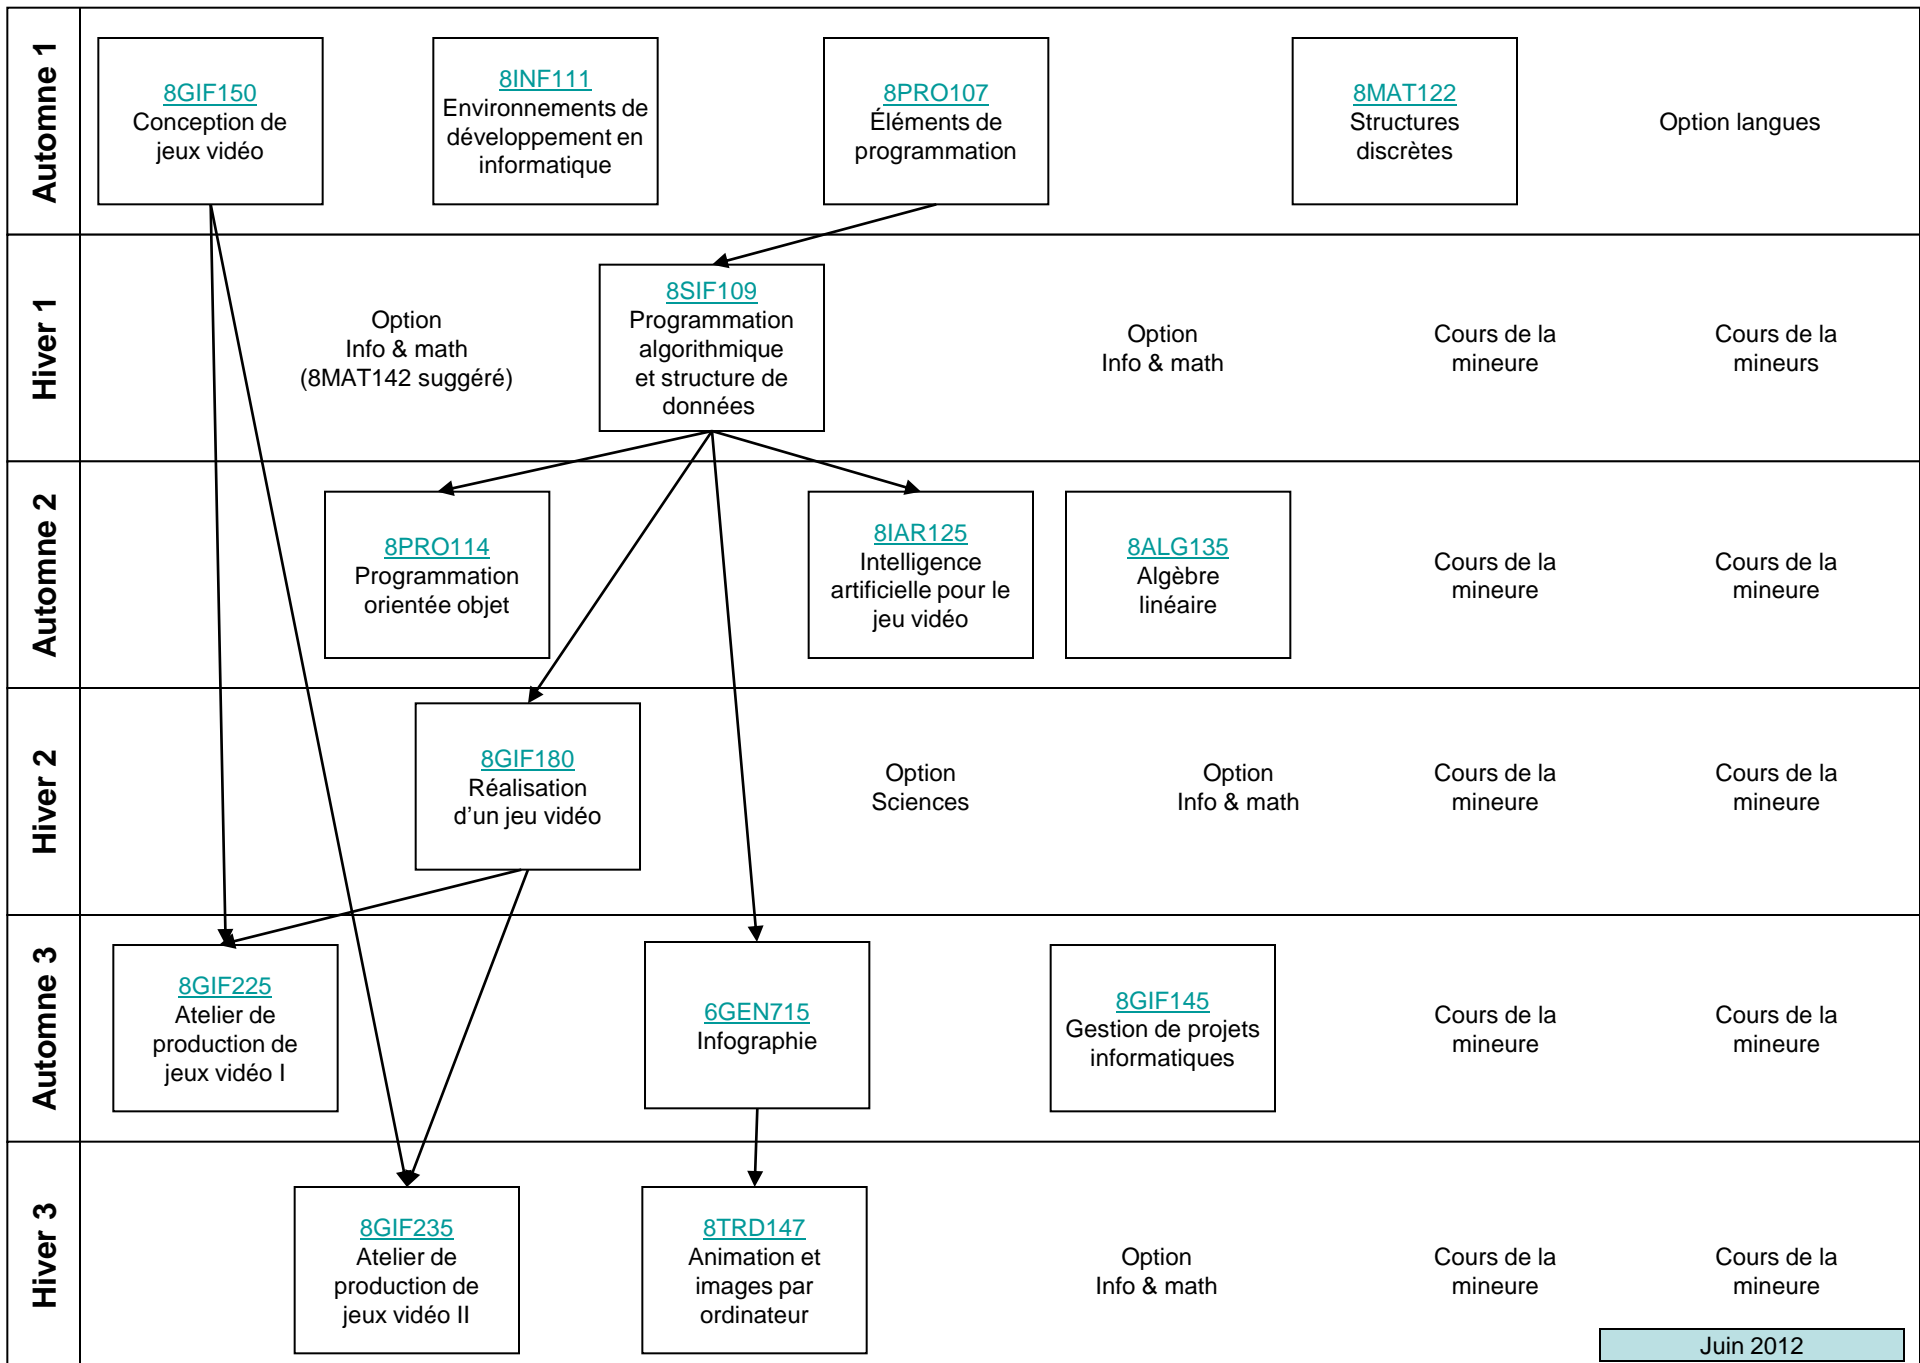 Automne 1
8GIF150
Conception de
jeux vidéo
8INF111
Environnements de
développement en
informatique
8PRO107
Éléments de
programmation
8MAT122
Structures
discrètes
Option langues
Hiver 1
Option
Info & math
(8MAT142 suggéré)
8SIF109
Programmation
algorithmique
et structure de
données
Option
Info & math
Cours de la
mineure
Cours de la
mineurs
Automne 2
8PRO114
Programmation
orientée objet
8IAR125
Intelligence
artificielle pour le
jeu vidéo
8ALG135
Algèbre
linéaire
Cours de la
mineure
Cours de la
mineure
Hiver 2
8GIF180
Réalisation
d'un jeu vidéo
Option
Sciences
Option
Info & math
Cours de la
mineure
Cours de la
mineure
Automne 3
8GIF225
Atelier de
production de
jeux vidéo I
6GEN715
Infographie
8GIF145
Gestion de projets
informatiques
Cours de la
mineure
Cours de la
mineure
Hiver 3
8GIF235
Atelier de
production de
jeux vidéo II
8TRD147
Animation et
images par
ordinateur
Option
Info & math
Cours de la
mineure
Cours de la
mineure
Juin 2012